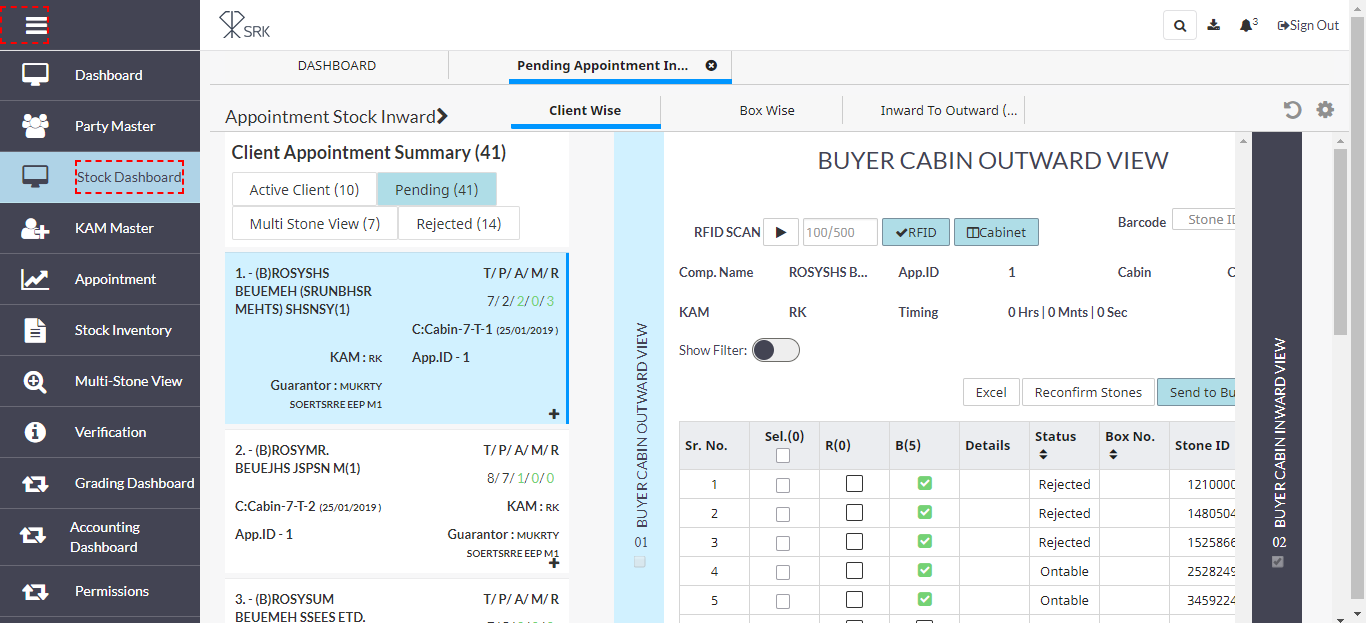 SRK
3
Sign Out
Dashboard
Party Master
Stock Dashboard
KAM Master
Appointment
Stock Inventory
Multi-Stone View
Verification
Grading Dashboard
Accounting
Dashboard
Permissions
DASHBOARD
Pending Appointment In...
Appointment Stock Inward
Client Wise
Box Wise
Inward To Outward (...
Client Appointment Summary (41)
Active Client (10)
Pending (41)
Multi Stone View (7)
Rejected (14)
1. - (B)ROSYSHS
BEUEMEH (SRUNBHSR
MEHTS) SHSNSY(1)
T/ P/ A/ M/ R
7/ 2/ 2/ 0/ 3
C:Cabin-7-T-1 (25/01/2019 )
KAM : RK
App.ID - 1
Guarantor : MUKRTY
SOERTSRRE EEP M1
2. - (B)ROSYMR.
BEUEJHS JSPSN M(1)
T/ P/ A/ M/ R
8/ 7/ 1/ 0/ 0
C:Cabin-7-T-2 (25/01/2019 )
KAM : RK
App.ID - 1
Guarantor : MUKRTY
SOERTSRRE EEP M1
3. - (B)ROSYSUM
BEUEMEH SSEES ETD.
T/ P/ A/ M/ R
BUYER CABIN OUTWARD VIEW
01
BUYER CABIN OUTWARD VIEW
RFID SCAN
100/500
RFID
Cabinet
Barcode
Stone ID
Comp. Name
ROSYSHS B...
App.ID
1
Cabin
C
KAM
RK
Timing
0 Hrs | 0 Mnts | 0 Sec
Show Filter:
Excel
Reconfirm Stones
Send to Bu
Sr. No. Sel.(0) R(0) B(5) Details Status Box No. Stone ID
1 Rejected 1210000
2 Rejected 1480504
3 Rejected 1525866
4 Ontable 2528249
5 Ontable 3459224
BUYER CABIN INWARD VIEW
02